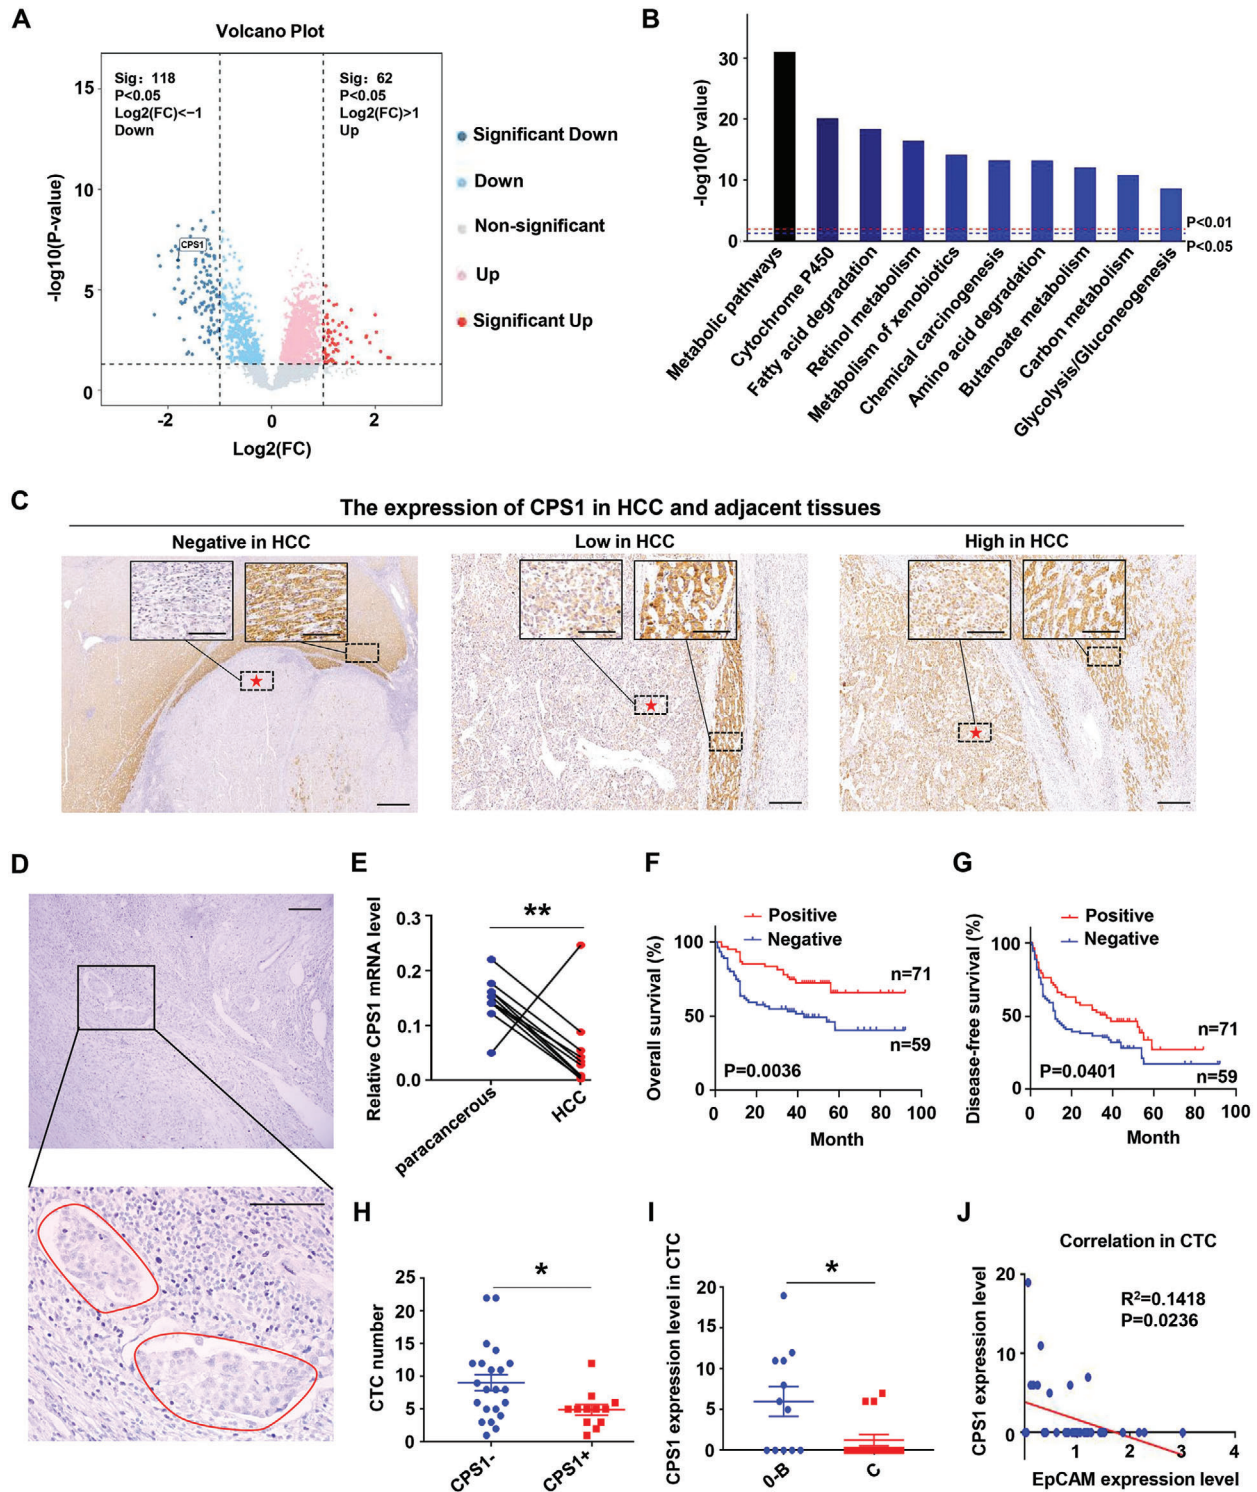 A
Volcano Plot
Sig: 118
P<0.05
Log2(FC)<-1
Down
Sig: 62
P<0.05
Log2(FC)>1
Up
CPS1
15
10
5
0
-log10(P-value)
-2
0
2
Log2(FC)
Significant Down
Down
Non-significant
Up
Significant Up
B
-log10(P value)
30
20
10
0
P<0.01
P<0.05
Metabolic pathways
Cytochrome P450
Fatty acid degradation
Retinol metabolism
Metabolism of xenobiotics
Chemical carcinogenesis
Amino acid degradation
Butanoate metabolism
Carbon metabolism
Glycolysis/Gluconeogenesis
C
The expression of CPS1 in HCC and adjacent tissues
Negative in HCC
Low in HCC
High in HCC
D
E
Relative CPS1 mRNA level
0.3
0.2
0.1
0.0
**
paracancerous
HCC
F
Overall survival (%)
Positive
Negative
100
50
0
n=71
n=59
P=0.0036
0
20
40
60
80
100
Month
G
Disease-free survival (%)
Positive
Negative
100
50
0
n=71
n=59
P=0.0401
0
20
40
60
80
100
Month
H
CTC number
25
20
15
10
5
0
*
CPS1-
CPS1+
I
CPS1 expression level in CTC
20
15
10
5
0
*
0-B
C
J
Correlation in CTC
CPS1 expression level
20
10
0
R²=0.1418
P=0.0236
1
2
3
4
EpCAM expression level